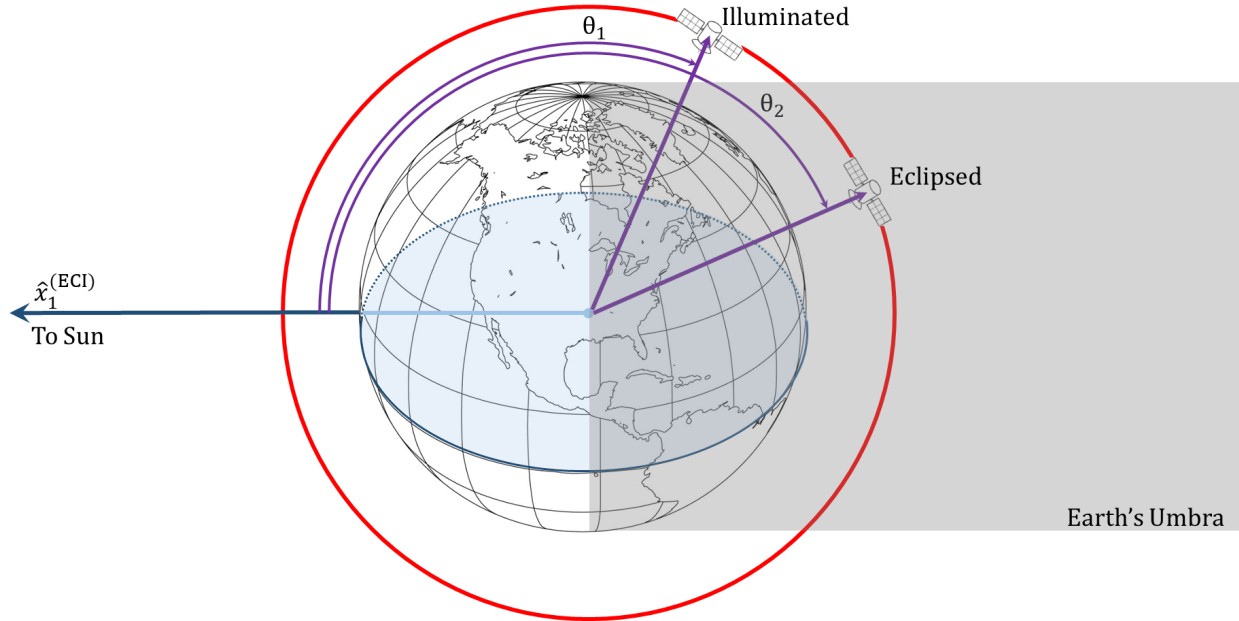 Illuminated
θ₁
θ₂
Eclipsed
x̂₁⁽ᴱᶜᴵ⁾
To Sun
Earth's Umbra